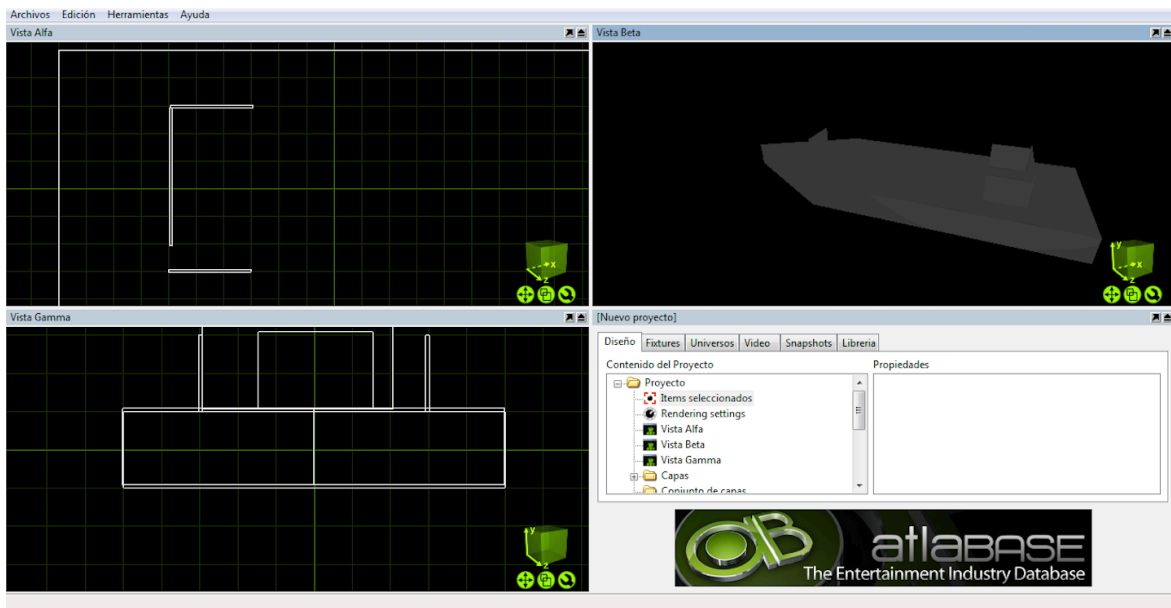 Archivos Edición Herramientas Ayuda
Vista Alfa
Vista Beta
x
z
y
x
z
Vista Gamma
[Nuevo proyecto]
Diseño Fixtures Universos Video Snapshots Libreria
Contenido del Proyecto Propiedades
Proyecto
Items seleccionados
Rendering settings
Vista Alfa
Vista Beta
Vista Gamma
Capas
Conjunto de capas
y
z
atlaBASE
The Entertainment Industry Database